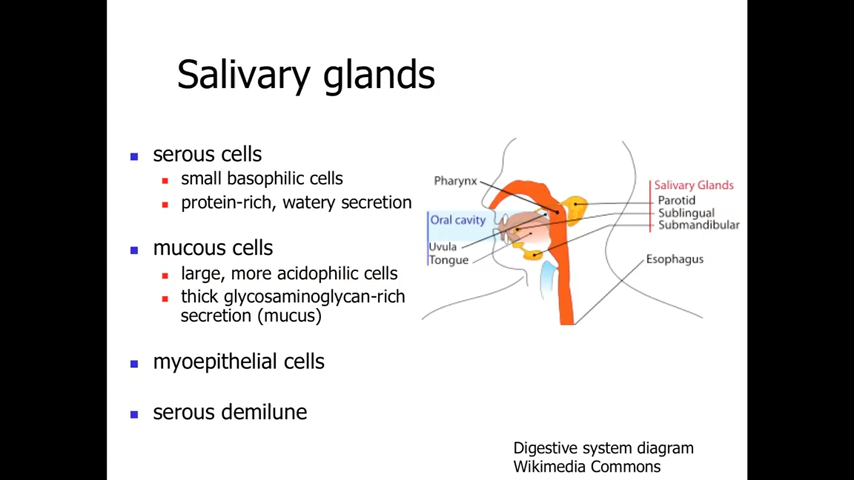 Salivary glands
serous cells
small basophilic cells
protein-rich, watery secretion
mucous cells
large, more acidophilic cells
thick glycosaminoglycan-rich
secretion (mucus)
myoepithelial cells
serous demilune
Pharynx
Oral cavity
Uvula
Tongue
Salivary Glands
Parotid
Sublingual
Submandibular
Esophagus
Digestive system diagram
Wikimedia Commons